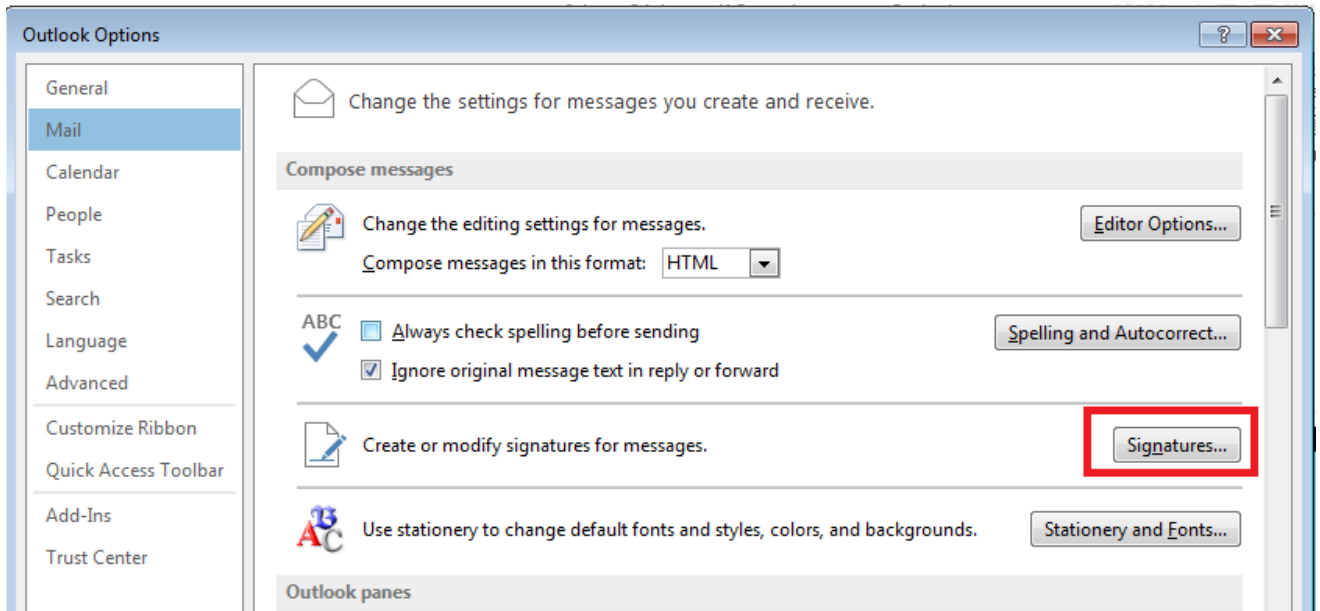 Outlook Options
General
Mail
Calendar
People
Tasks
Search
Language
Advanced
Customize Ribbon
Quick Access Toolbar
Add-Ins
Trust Center
Change the settings for messages you create and receive.
Compose messages
Change the editing settings for messages.
Editor Options...
Compose messages in this format: HTML
ABC
Always check spelling before sending
Spelling and Autocorrect...
Ignore original message text in reply or forward
Create or modify signatures for messages.
Signatures...
Use stationery to change default fonts and styles, colors, and backgrounds.
Stationery and Fonts...
Outlook panes